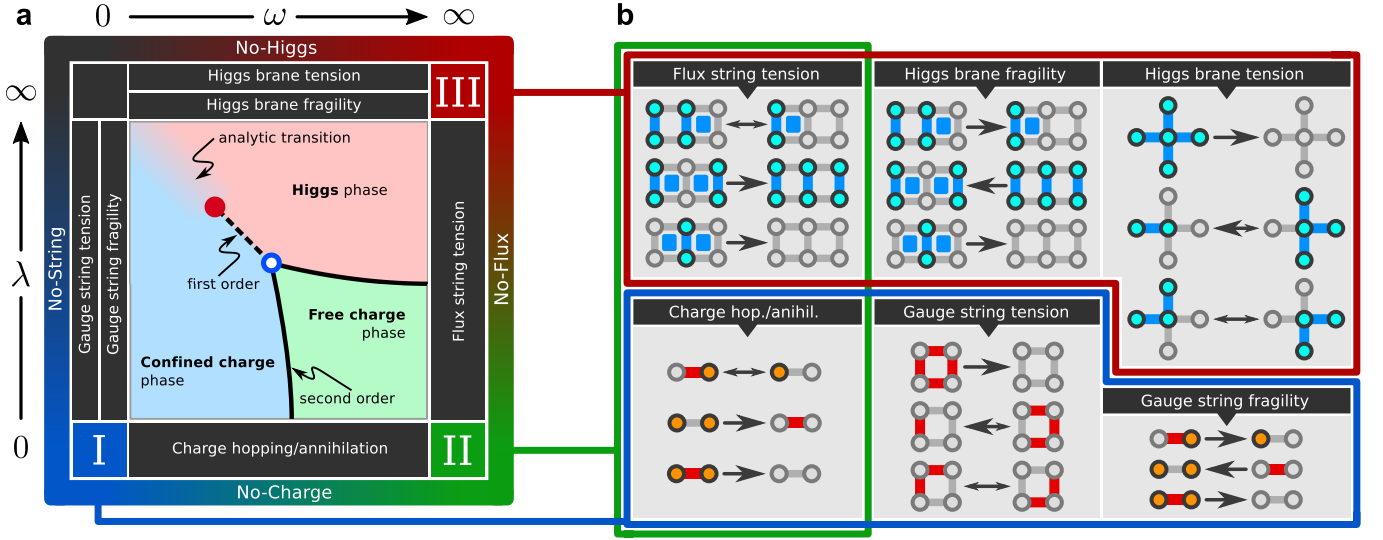 a
0
ω
∞
No-Higgs
Higgs brane tension
Higgs brane fragility
III
∞
λ
0
No-String
Gauge string tension
Gauge string fragility
analytic transition
Higgs phase
first order
Free charge
phase
Confined charge
phase
second order
Flux string tension
No-Flux
I
Charge hopping/annihilation
II
No-Charge
b
Flux string tension
Higgs brane fragility
Higgs brane tension
Charge hop./anihil.
Gauge string tension
Gauge string fragility